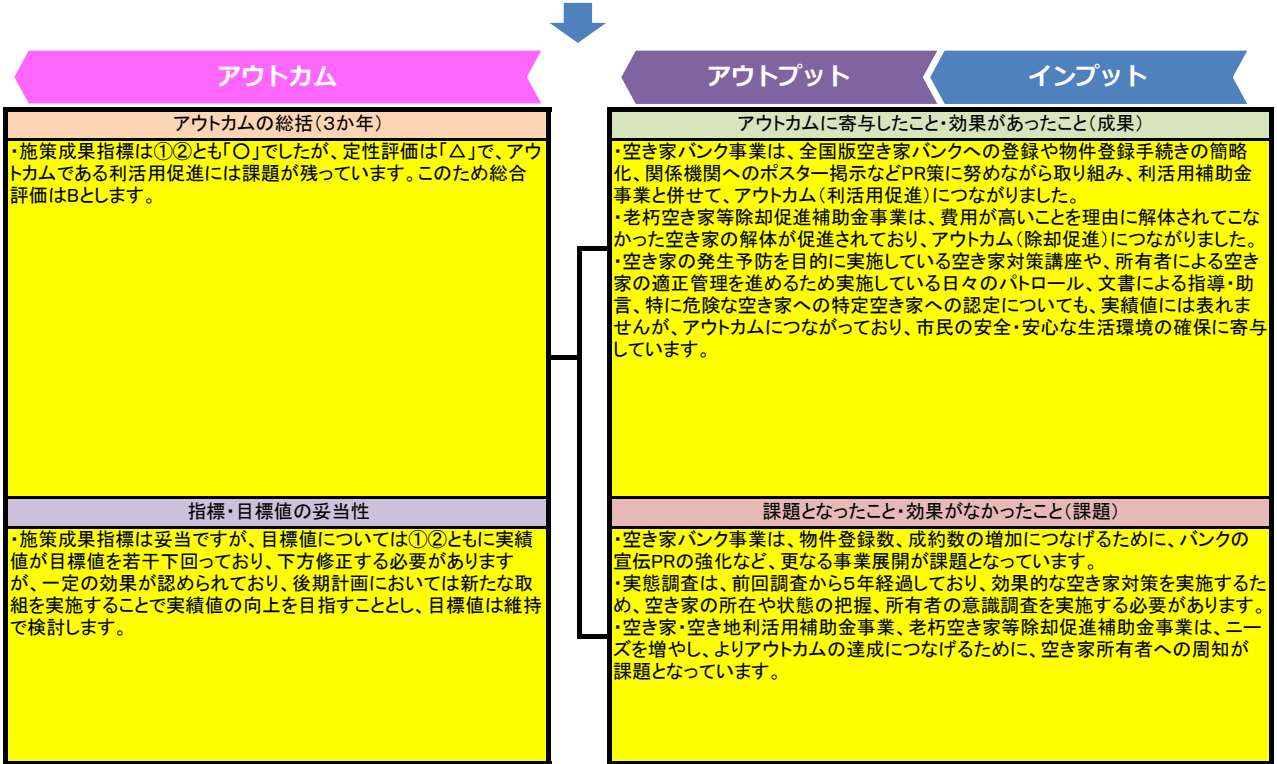 アウトカム
アウトプット
インプット
アウトカムの総括(3か年)
・施策成果指標は①②とも「〇」でしたが、定性評価は「△」で、アウ
トカムである利活用促進には課題が残っています。このため総合
評価はBとします。
指標・目標値の妥当性
・施策成果指標は妥当ですが、目標値については①②ともに実績
値が目標値を若干下回っており、下方修正する必要があります
が、一定の効果が認められており、後期計画においては新たな取
組を実施することで実績値の向上を目指すこととし、目標値は維持
で検討します。
アウトカムに寄与したこと・効果があったこと(成果)
・空き家バンク事業は、全国版空き家バンクへの登録や物件登録手続きの簡略
化、関係機関へのポスター掲示などPR策に努めながら取り組み、利活用補助金
事業と併せて、アウトカム(利活用促進)につながりました。
・老朽空き家等除却促進補助金事業は、費用が高いことを理由に解体されてこな
かった空き家の解体が促進されており、アウトカム(除却促進)につながりました。
・空き家の発生予防を目的に実施している空き家対策講座や、所有者による空き
家の適正管理を進めるため実施している日々のパトロール、文書による指導・助
言、特に危険な空き家への特定空き家への認定についても、実績値には表れま
せんが、アウトカムにつながっており、市民の安全・安心な生活環境の確保に寄与
しています。
課題となったこと・効果がなかったこと(課題)
・空き家バンク事業は、物件登録数、成約数の増加につなげるために、バンクの
宣伝PRの強化など、更なる事業展開が課題となっています。
・実態調査は、前回調査から5年経過しており、効果的な空き家対策を実施するた
め、空き家の所在や状態の把握、所有者の意識調査を実施する必要があります。
・空き家・空き地利活用補助金事業、老朽空き家等除却促進補助金事業は、ニー
ズを増やし、よりアウトカムの達成につなげるために、空き家所有者への周知が
課題となっています。